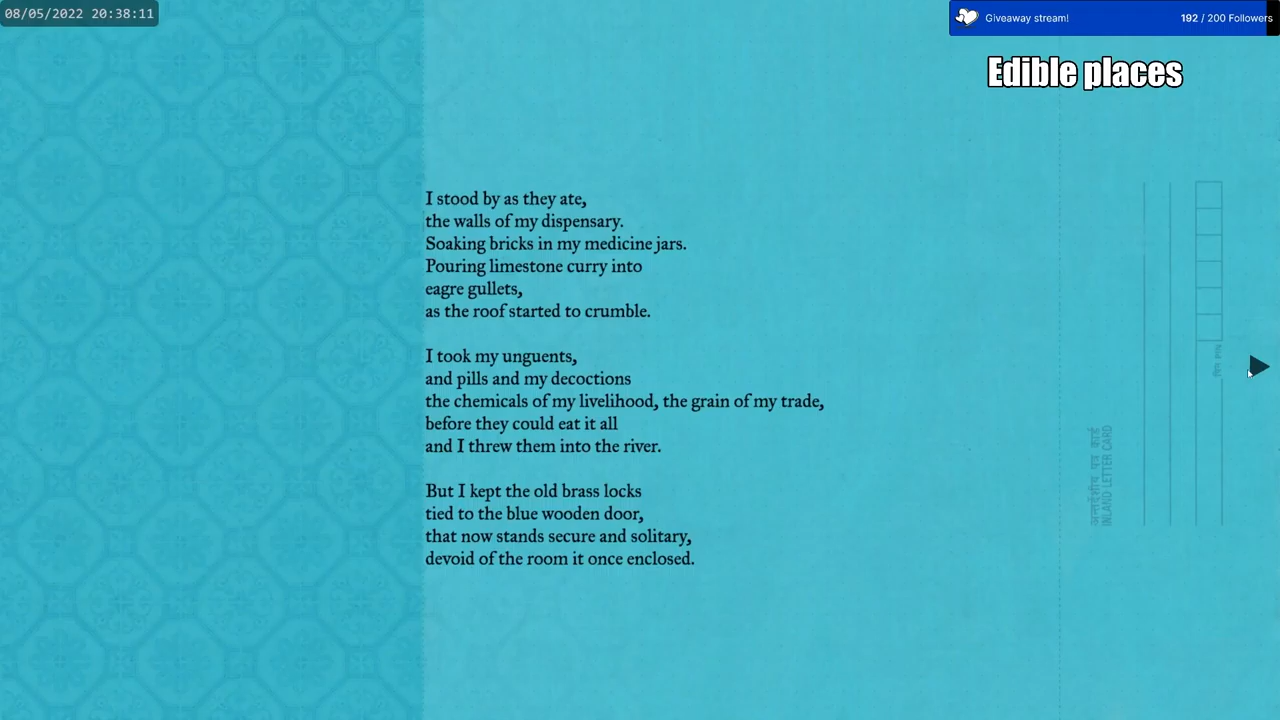 08/05/2022 20:38:11
Giveaway stream!
192 / 200 Followers
Edible places
I stood by as they ate,
the walls of my dispensary.
Soaking bricks in my medicine jars.
Pouring limestone curry into
eagre gullets,
as the roof started to crumble.
I took my unguents,
and pills and my decoctions
the chemicals of my livelihood, the grain of my trade,
before they could eat it all
and I threw them into the river.
But I kept the old brass locks
tied to the blue wooden door,
that now stands secure and solitary,
devoid of the room it once enclosed.
अन्तर्देशीय पत्र कार्ड
INLAND LETTER CARD